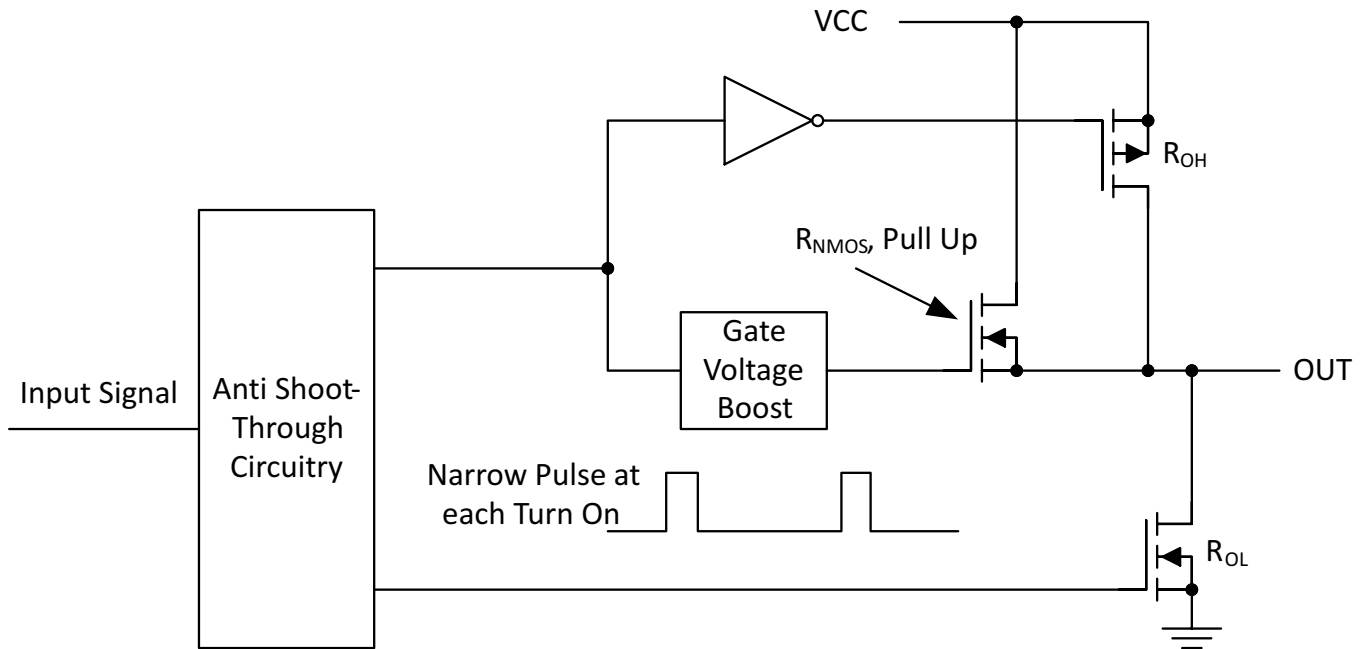 VCC
R_OH
R_NMOS, Pull Up
Gate
Voltage
Boost
OUT
Input Signal
Anti Shoot-
Through
Circuitry
Narrow Pulse at
each Turn On
R_OL